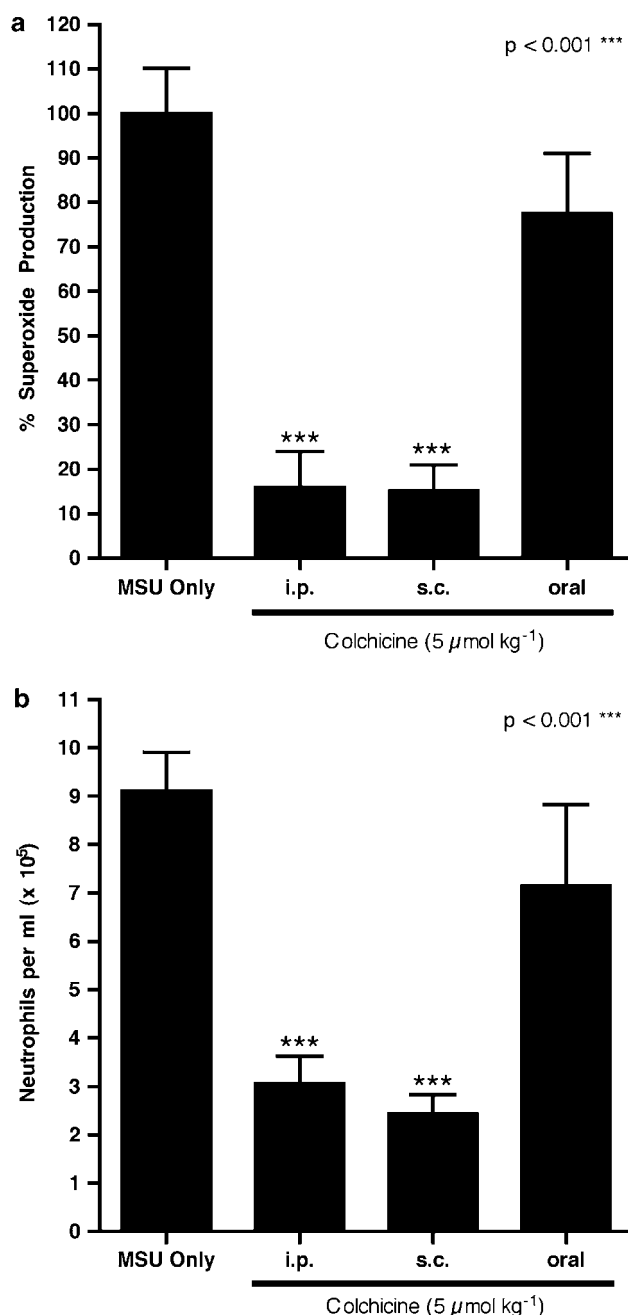 a
p < 0.001 ***
120
110
100
90
80
70
60
50
40
30
20
10
0
% Superoxide Production
*** ***
MSU Only i.p. s.c. oral
Colchicine (5 μmol kg-1)
b
p < 0.001 ***
11
10
9
8
7
6
5
4
3
2
1
0
Neutrophils per ml (x 10⁵)
*** ***
MSU Only i.p. s.c. oral
Colchicine (5 μmol kg-1)